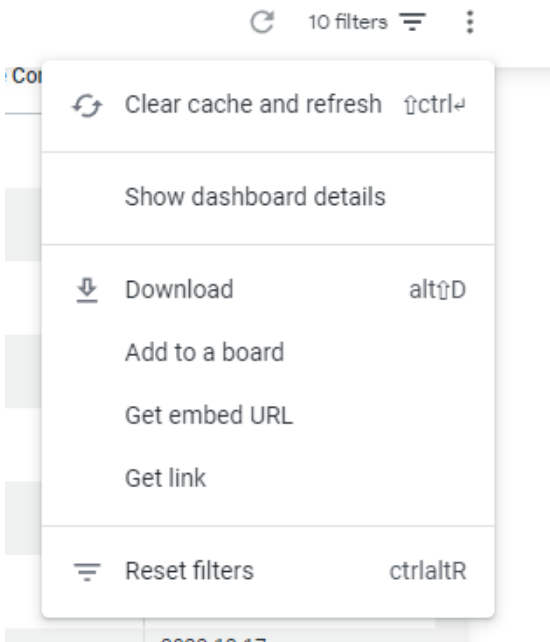 10 filters
Con
Clear cache and refresh ⇧ctrl↵
Show dashboard details
Download alt⇧D
Add to a board
Get embed URL
Get link
Reset filters ctrlaltR